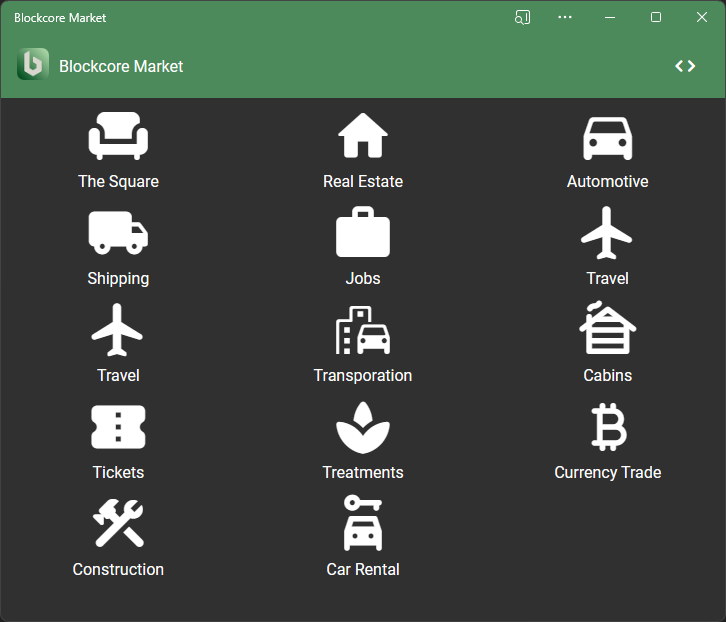 Blockcore Market
Blockcore Market
The Square
Real Estate
Automotive
Shipping
Jobs
Travel
Travel
Transporation
Cabins
Tickets
Treatments
Currency Trade
Construction
Car Rental